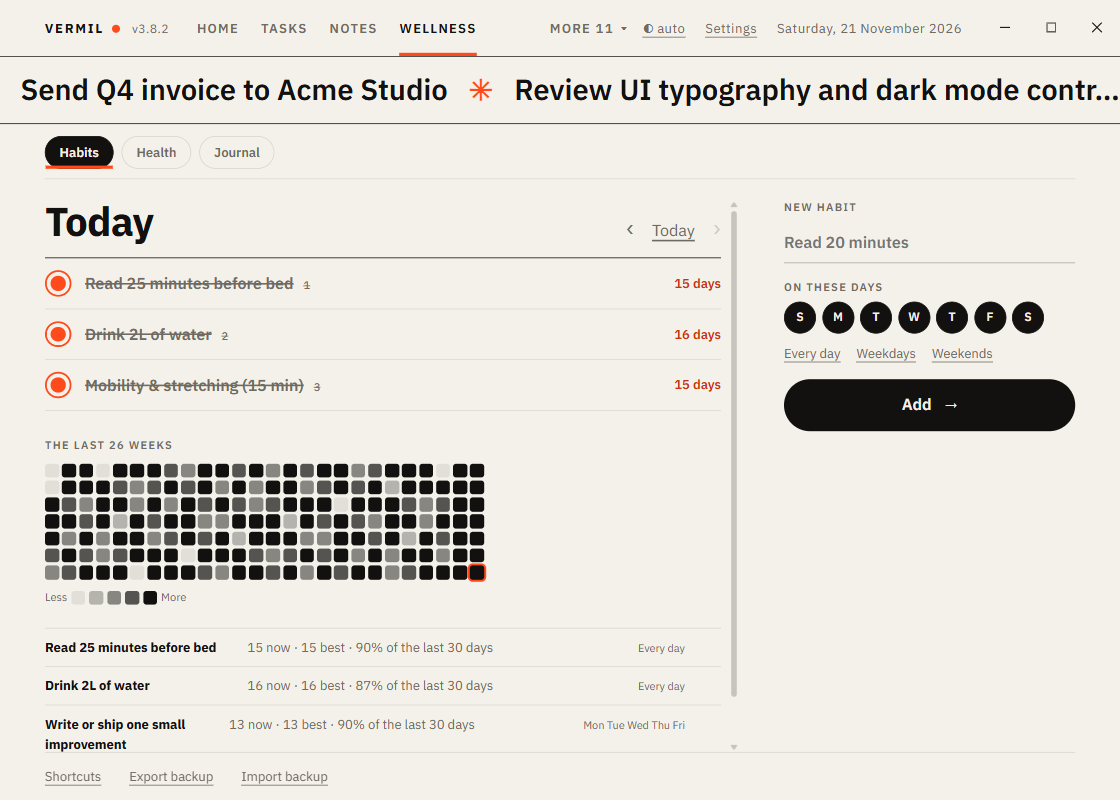 VERMIL v3.8.2 HOME TASKS NOTES WELLNESS MORE 11 auto Settings Saturday, 21 November 2026
Send Q4 invoice to Acme Studio ✳ Review UI typography and dark mode contr...
Habits Health Journal
Today
‹ Today ›
Read 25 minutes before bed 1 15 days
Drink 2L of water 2 16 days
Mobility & stretching (15 min) 3 15 days
THE LAST 26 WEEKS
Less More
Read 25 minutes before bed 15 now · 15 best · 90% of the last 30 days Every day
Drink 2L of water 16 now · 16 best · 87% of the last 30 days Every day
Write or ship one small improvement 13 now · 13 best · 90% of the last 30 days Mon Tue Wed Thu Fri
NEW HABIT
Read 20 minutes
ON THESE DAYS
S M T W T F S
Every day Weekdays Weekends
Add →
Shortcuts Export backup Import backup